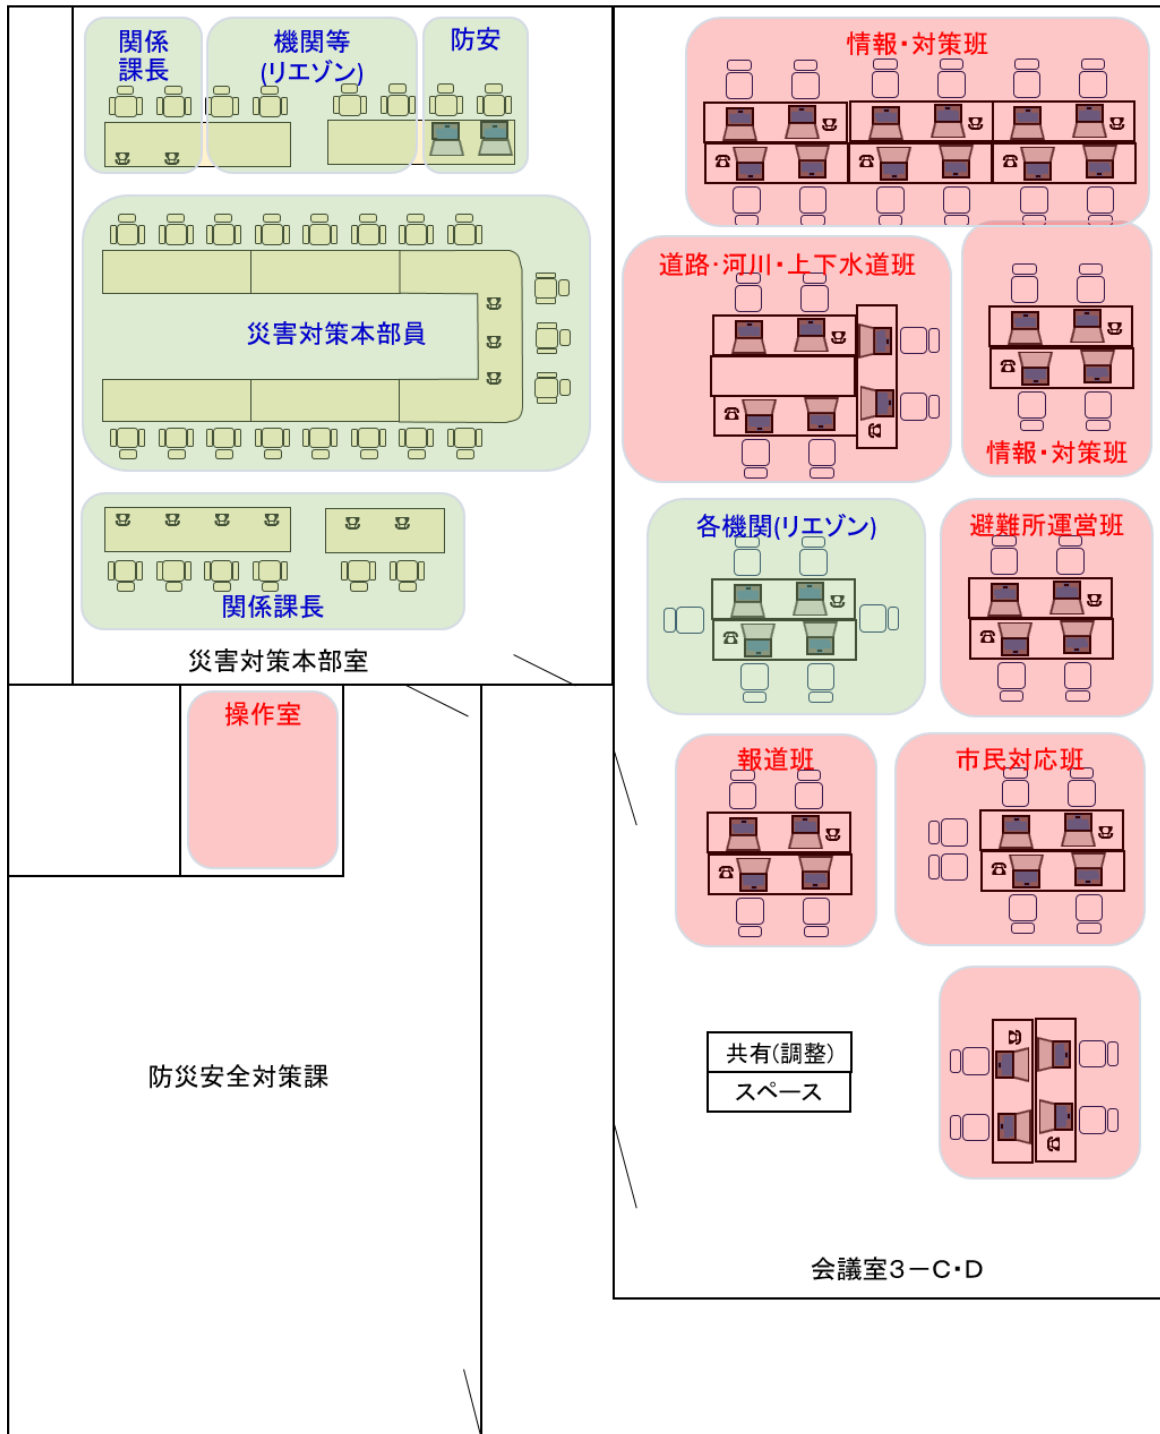 関係
課長
機関等
(リエゾン)
防安
災害対策本部員
関係課長
災害対策本部室
操作室
防災安全対策課
情報・対策班
道路・河川・上下水道班
情報・対策班
各機関(リエゾン)
避難所運営班
報道班
市民対応班
共有(調整)
スペース
会議室3-C・D